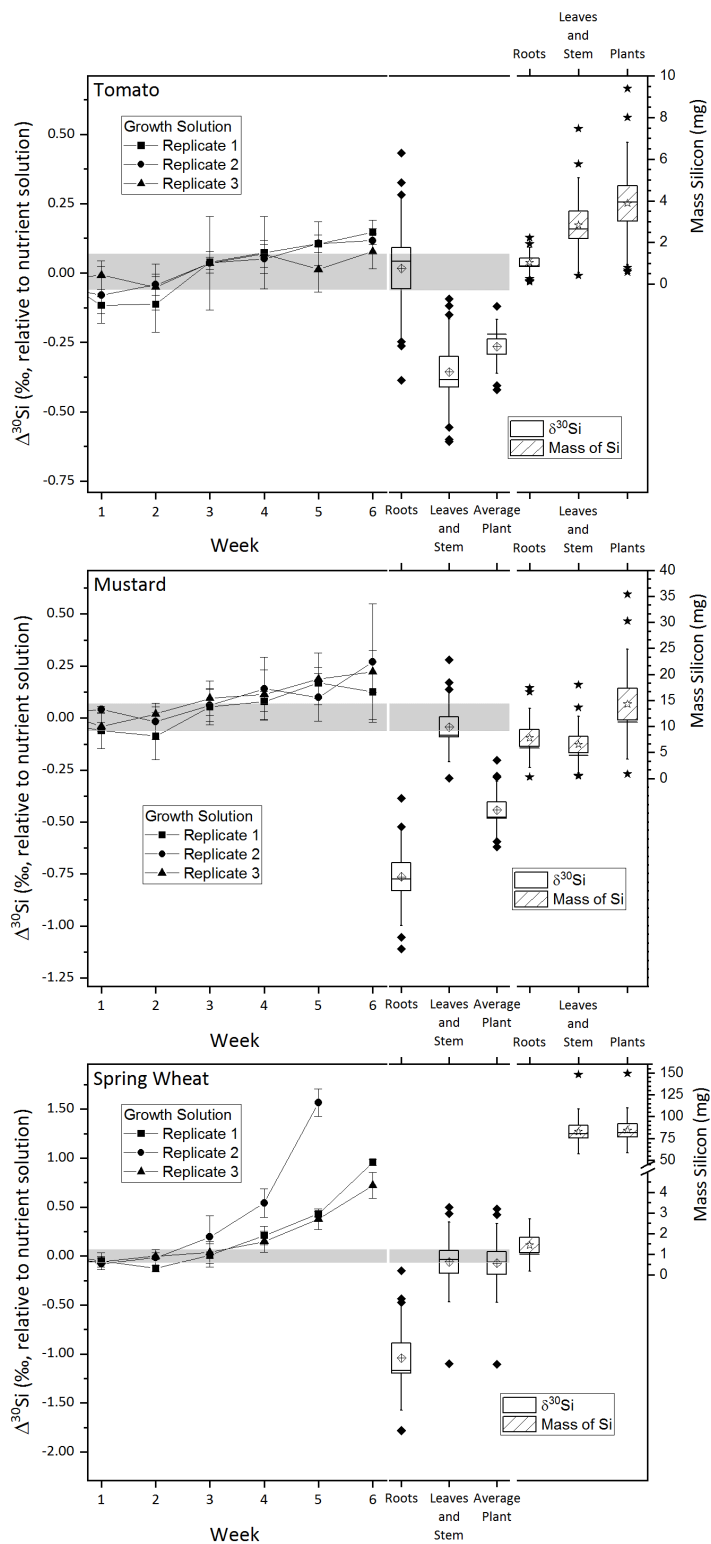 Leaves
and
Stem
Roots
Plants
Tomato
Growth Solution
Replicate 1
Replicate 2
Replicate 3
δ³⁰Si
Mass of Si
Δ³⁰Si (‰, relative to nutrient solution)
0.50
0.25
0.00
-0.25
-0.50
-0.75
10
8
6
4
2
0
Mass Silicon (mg)
1 2 3 4 5 6
Week
Roots
Leaves
and
Stem
Average
Plant
Leaves
and
Stem
Roots
Plants
Mustard
Growth Solution
Replicate 1
Replicate 2
Replicate 3
δ³⁰Si
Mass of Si
Δ³⁰Si (‰, relative to nutrient solution)
0.50
0.25
0.00
-0.25
-0.50
-0.75
-1.00
-1.25
40
35
30
25
20
15
10
5
0
Mass Silicon (mg)
1 2 3 4 5 6
Week
Roots
Leaves
and
Stem
Average
Plant
Leaves
and
Stem
Roots
Plants
Spring Wheat
Growth Solution
Replicate 1
Replicate 2
Replicate 3
δ³⁰Si
Mass of Si
Δ³⁰Si (‰, relative to nutrient solution)
1.50
1.00
0.50
0.00
-0.50
-1.00
-1.50
-2.00
150
100
50
4
3
2
1
0
Mass Silicon (mg)
1 2 3 4 5 6
Week
Roots
Leaves
and
Stem
Average
Plant